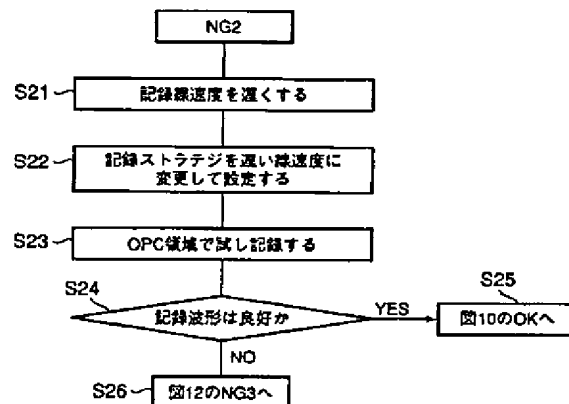 NG2
S21
記録線速度を遅くする
S22
記録ストラテジを遅い線速度に
変更して設定する
S23
OPC領域で試し記録する
S24
記録波形は良好か
YES
S25
図10のOKへ
NO
S26
図12のNG3へ